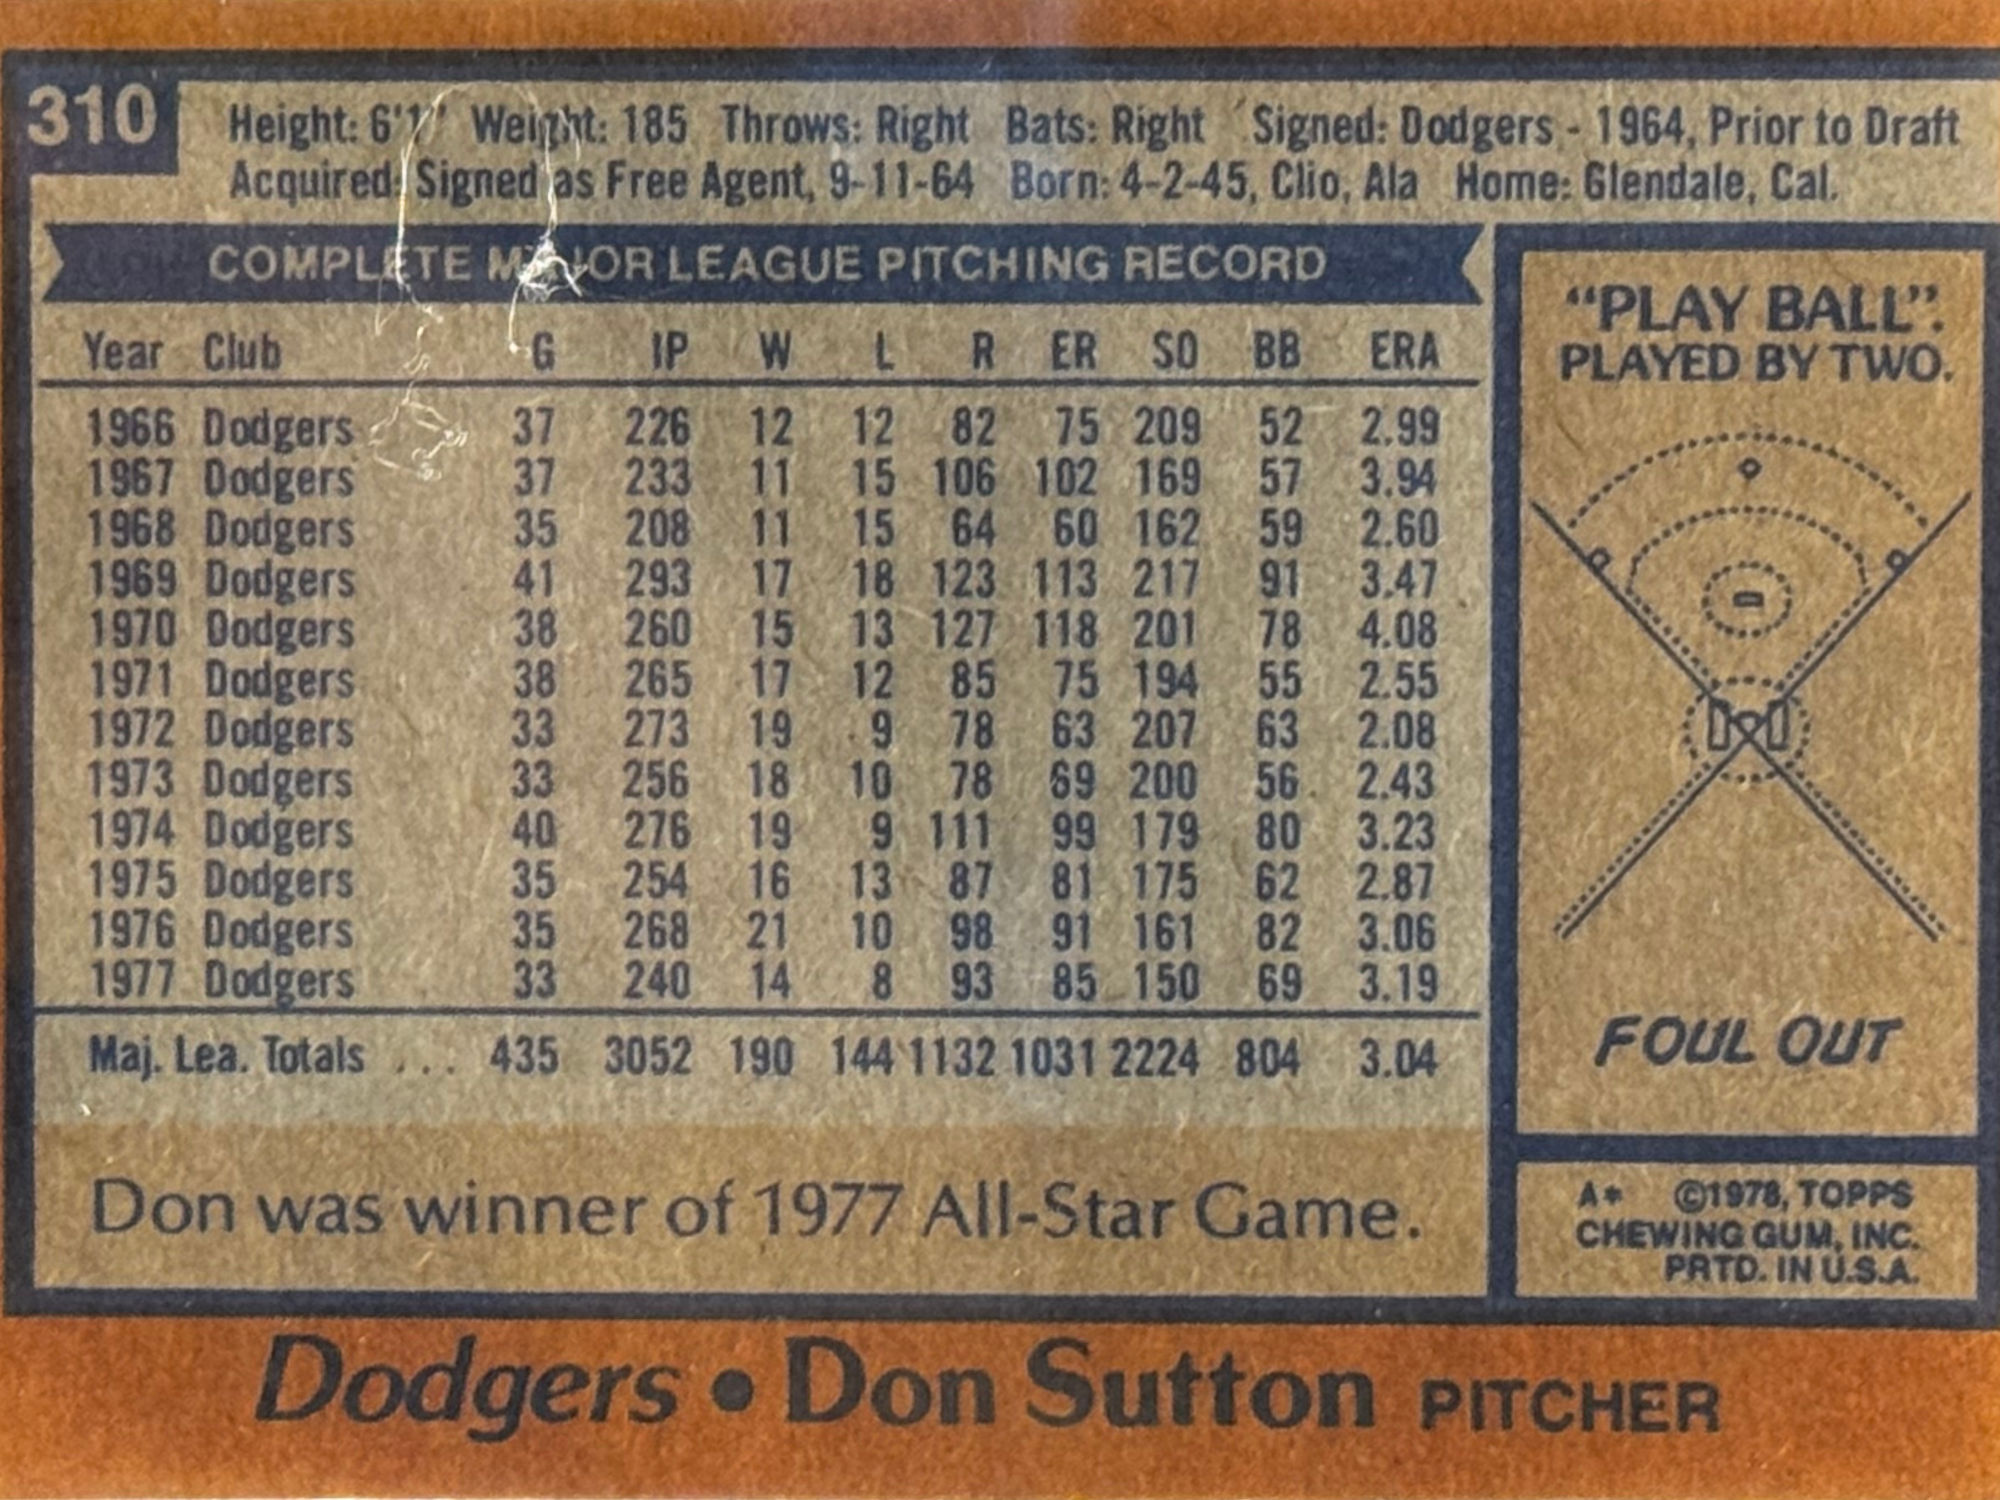 310
Height: 6'1" Weight: 185 Throws: Right Bats: Right Signed: Dodgers - 1964, Prior to Draft
Acquired: Signed as Free Agent, 9-11-64 Born: 4-2-45, Clio, Ala Home: Glendale, Cal.
COMPLETE MAJOR LEAGUE PITCHING RECORD
Year Club G IP W L R ER SO BB ERA
1966 Dodgers 37 226 12 12 82 75 209 52 2.99
1967 Dodgers 37 233 11 15 106 102 169 57 3.94
1968 Dodgers 35 208 11 15 64 60 162 59 2.60
1969 Dodgers 41 293 17 18 123 113 217 91 3.47
1970 Dodgers 38 260 15 13 127 118 201 78 4.08
1971 Dodgers 38 265 17 12 85 75 194 55 2.55
1972 Dodgers 33 273 19 9 78 63 207 63 2.08
1973 Dodgers 33 256 18 10 78 69 200 56 2.43
1974 Dodgers 40 276 19 9 111 99 179 80 3.23
1975 Dodgers 35 254 16 13 87 81 175 62 2.87
1976 Dodgers 35 268 21 10 98 91 161 82 3.06
1977 Dodgers 33 240 14 8 93 85 150 69 3.19
Maj. Lea. Totals ... 435 3052 190 144 1132 1031 2224 804 3.04
Don was winner of 1977 All-Star Game.
"PLAY BALL".
PLAYED BY TWO.
FOUL OUT
A* ©1978, TOPPS
CHEWING GUM, INC.
PRTD. IN U.S.A.
Dodgers • Don Sutton PITCHER